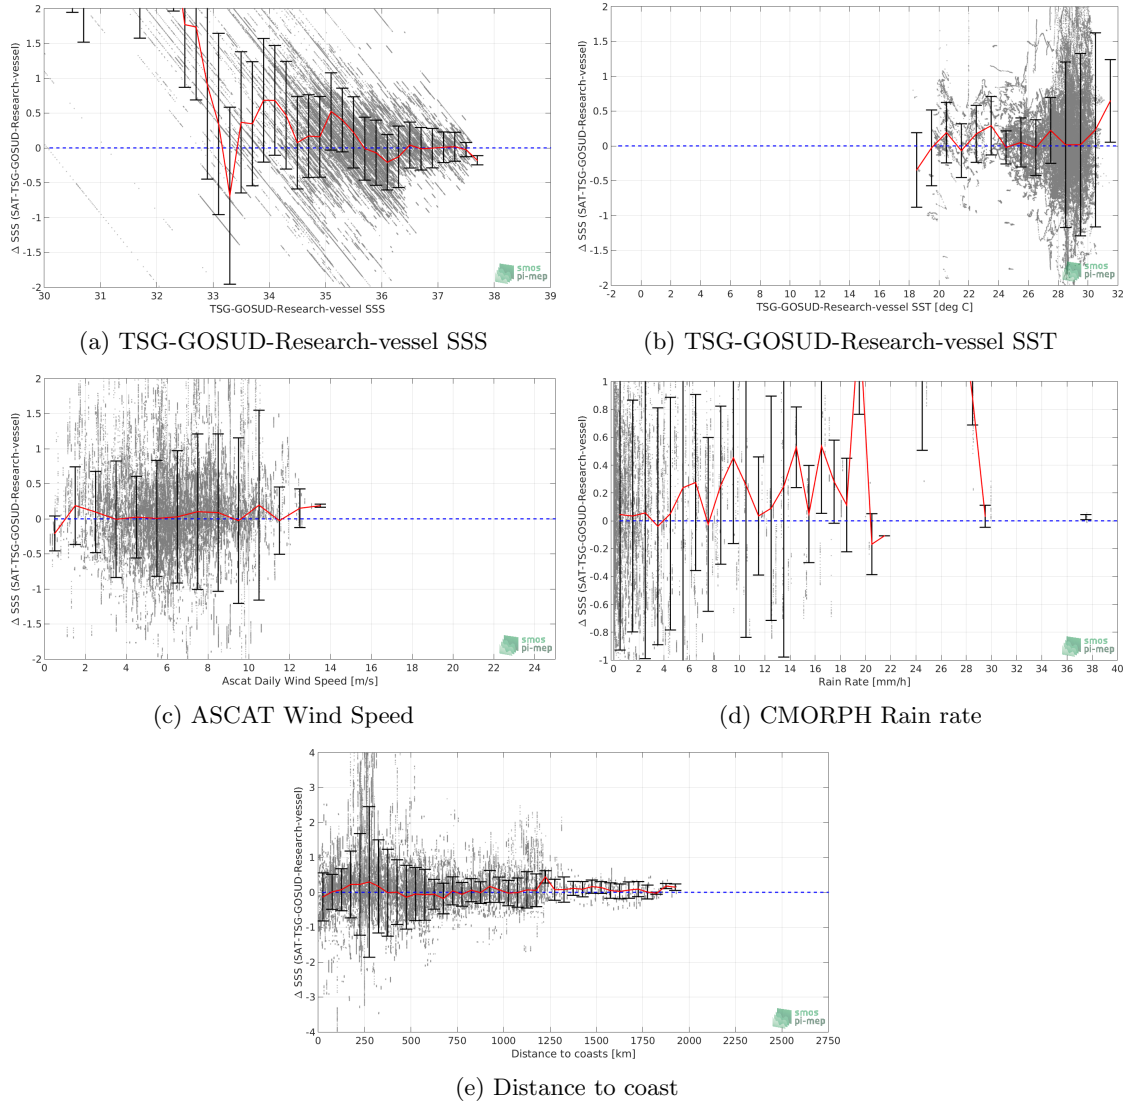 Δ SSS (SAT-TSG-GOSUD-Research-vessel)
2
1.5
1
0.5
0
-0.5
-1
-1.5
-2
30 31 32 33 34 35 36 37 38 39
TSG-GOSUD-Research-vessel SSS
smos
pi-mep
(a) TSG-GOSUD-Research-vessel SSS
Δ SSS (SAT-TSG-GOSUD-Research-vessel)
2
1.5
1
0.5
0
-0.5
-1
-1.5
-2
-2 0 2 4 6 8 10 12 14 16 18 20 22 24 26 28 30 32
TSG-GOSUD-Research-vessel SST [deg C]
smos
pi-mep
(b) TSG-GOSUD-Research-vessel SST
Δ SSS (SAT-TSG-GOSUD-Research-vessel)
2
1.5
1
0.5
0
-0.5
-1
-1.5
-2
0 2 4 6 8 10 12 14 16 18 20 22 24
Ascat Daily Wind Speed [m/s]
smos
pi-mep
(c) ASCAT Wind Speed
Δ SSS (SAT-TSG-GOSUD-Research-vessel)
1
0.8
0.6
0.4
0.2
0
-0.2
-0.4
-0.6
-0.8
-1
0 2 4 6 8 10 12 14 16 18 20 22 24 26 28 30 32 34 36 38 40
Rain Rate [mm/h]
smos
pi-mep
(d) CMORPH Rain rate
Δ SSS (SAT-TSG-GOSUD-Research-vessel)
4
3
2
1
0
-1
-2
-3
-4
0 250 500 750 1000 1250 1500 1750 2000 2250 2500 2750
Distance to coasts [km]
smos
pi-mep
(e) Distance to coast